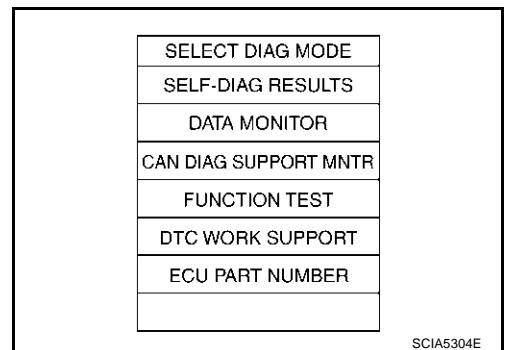 SELECT DIAG MODE
SELF-DIAG RESULTS
DATA MONITOR
CAN DIAG SUPPORT MNTR
FUNCTION TEST
DTC WORK SUPPORT
ECU PART NUMBER
SCIA5304E